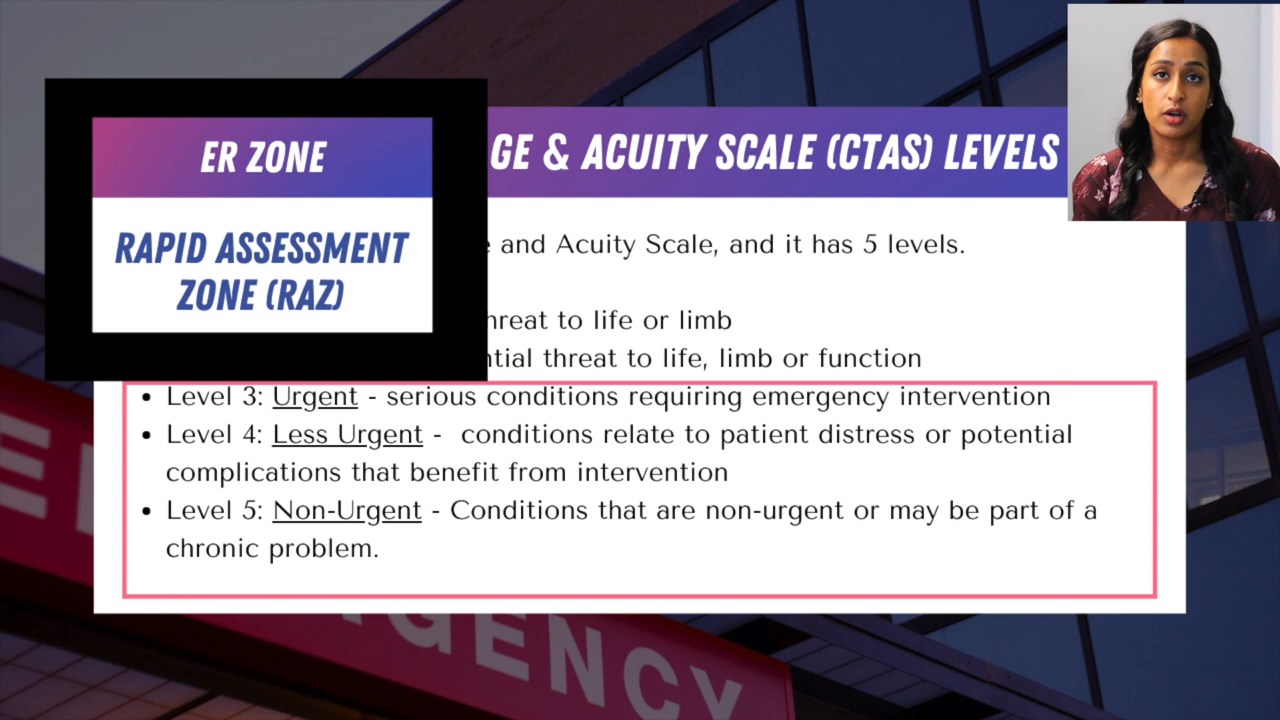 ER ZONE
RAPID ASSESSMENT
ZONE (RAZ)
GE & ACUITY SCALE (CTAS) LEVELS
and Acuity Scale, and it has 5 levels.
hreat to life or limb
ntial threat to life, limb or function
• Level 3: Urgent - serious conditions requiring emergency intervention
• Level 4: Less Urgent - conditions relate to patient distress or potential
complications that benefit from intervention
• Level 5: Non-Urgent - Conditions that are non-urgent or may be part of a
chronic problem.
GENCY